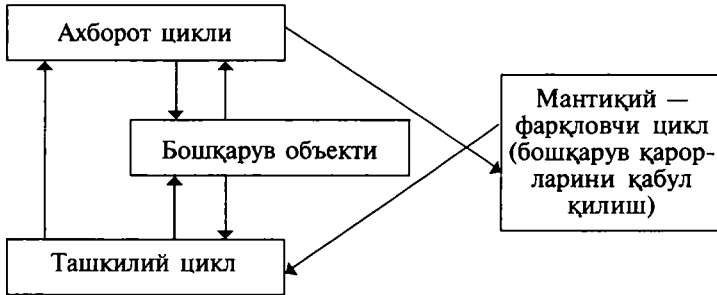 Ахборот цикли
Бошқарув объекти
Ташкилий цикл
Мантиқий —
фарқловчи цикл
(бошқарув қарор-
ларини қабул
қилиш)